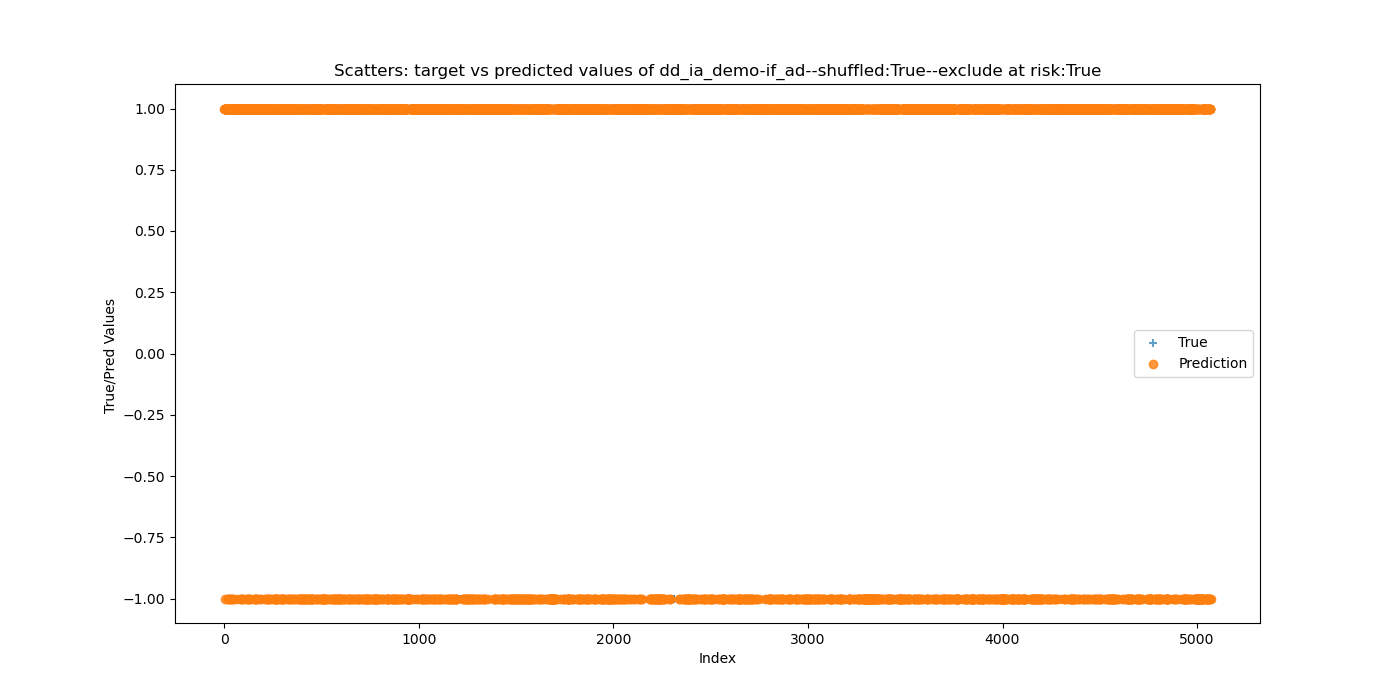 Scatters: target vs predicted values of dd_ia_demo-if_ad--shuffled:True--exclude at risk:True
1.00
0.75
0.50
0.25
0.00
−0.25
−0.50
−0.75
−1.00
True/Pred Values
True
Prediction
0 1000 2000 3000 4000 5000
Index